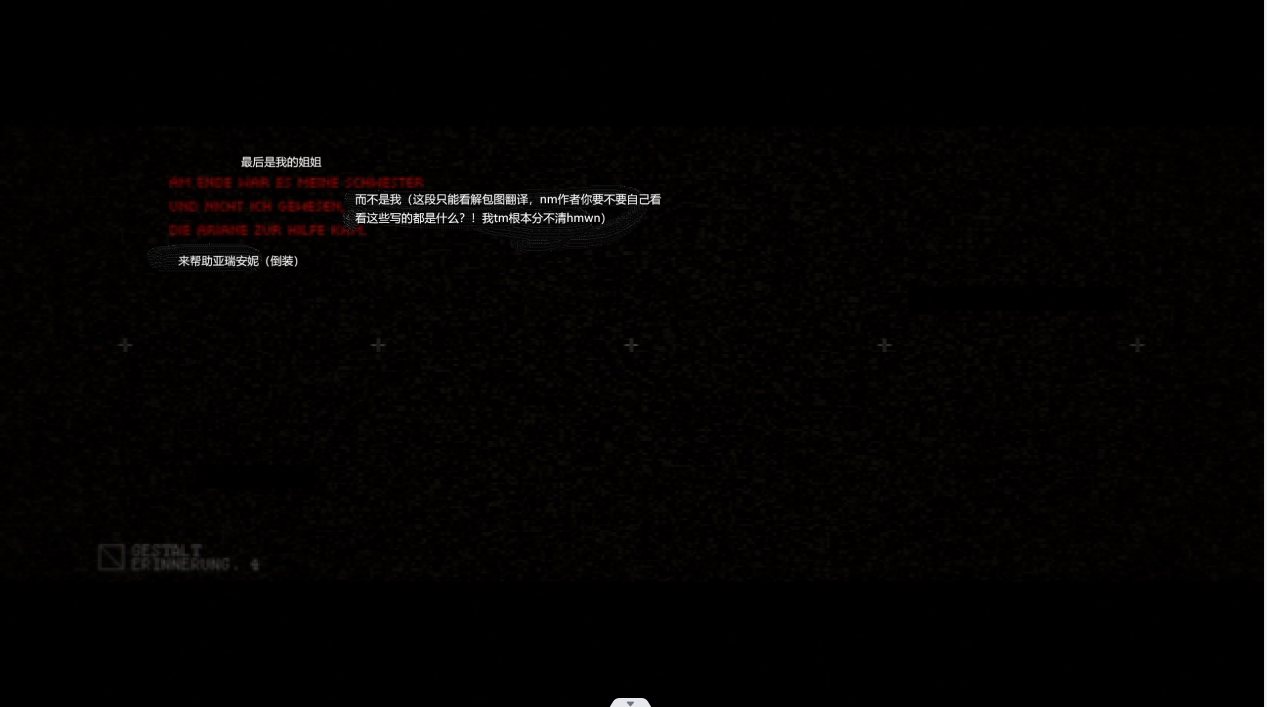 最后是我的姐姐
AM ENDE WAR ES MEINE SCHWESTER
UND NICHT ICH GEWESEN,
而不是我（这段只能看解包图翻译，nm作者你要不要自己看
看这些写的都是什么？！我tm根本分不清hmwn）
DIE ARIANE ZUR HILFE KAM.
来帮助亚瑞安妮（倒装）
GESTALT
ERINNERUNG. 4